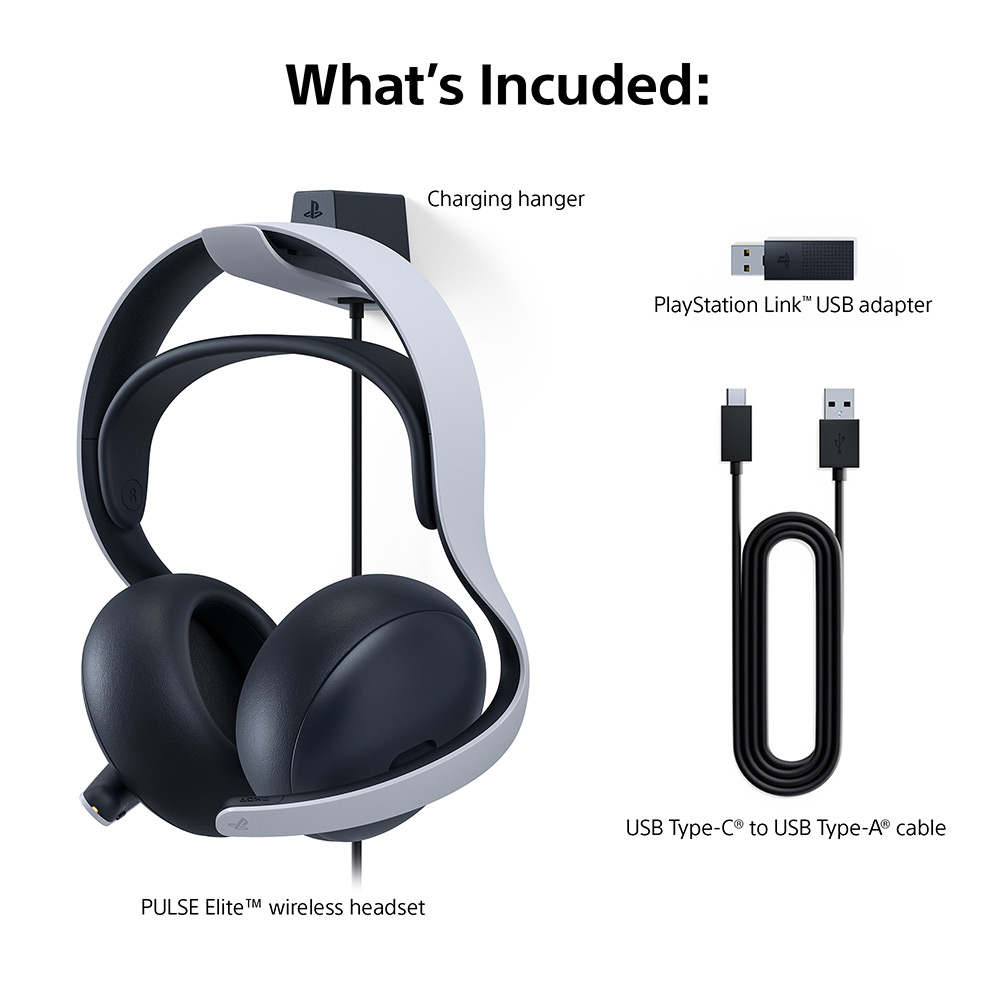 What's Incuded:
Charging hanger
PlayStation Link™ USB adapter
R
USB Type-C® to USB Type-A® cable
PULSE Elite™ wireless headset